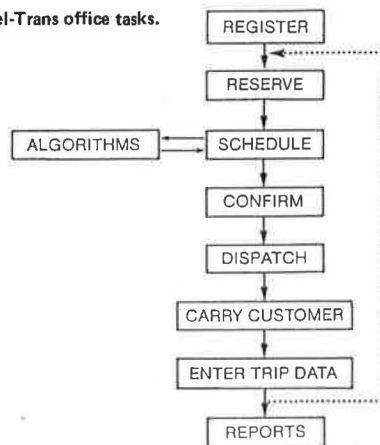 el-Trans office tasks.
REGISTER
RESERVE
ALGORITHMS
SCHEDULE
CONFIRM
DISPATCH
CARRY CUSTOMER
ENTER TRIP DATA
REPORTS